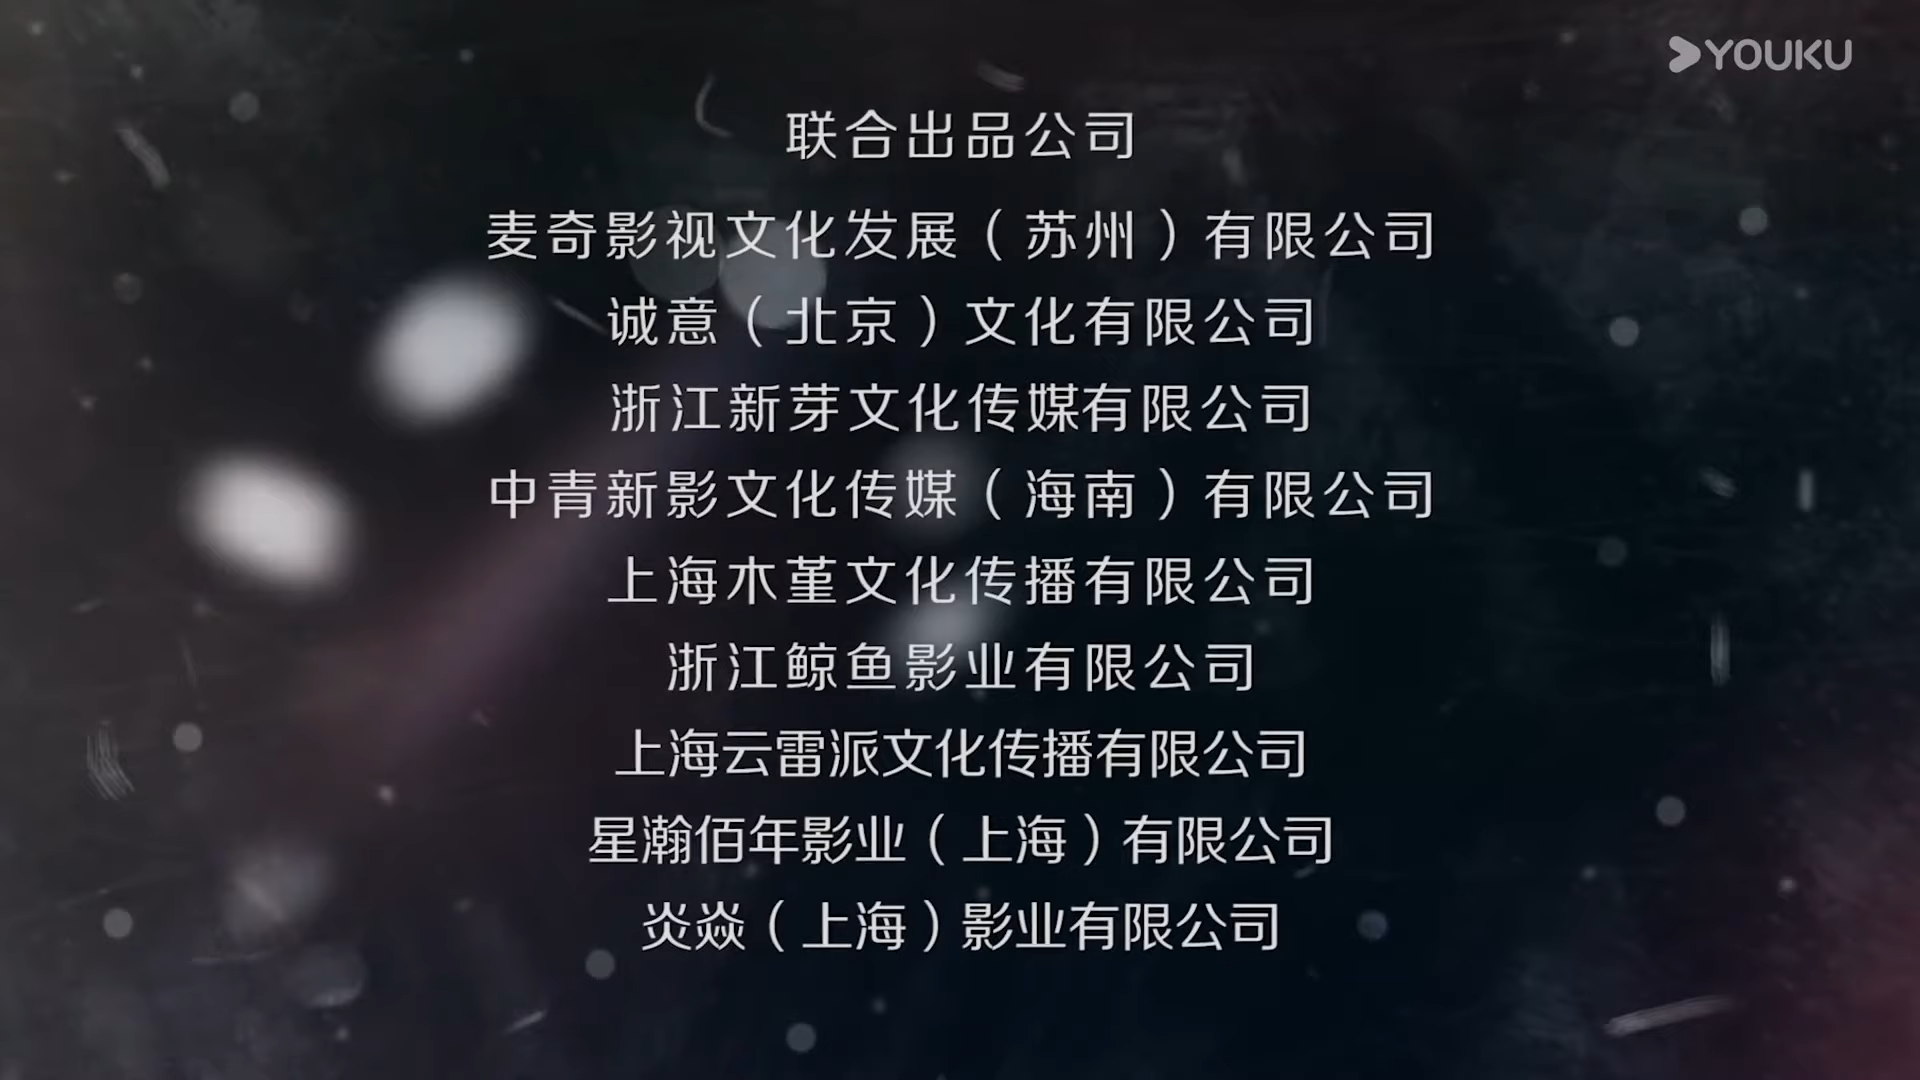 YOUKU
联合出品公司
麦奇影视文化发展（苏州）有限公司
诚意（北京）文化有限公司
浙江新芽文化传媒有限公司
中青新影文化传媒（海南）有限公司
上海木堇文化传播有限公司
浙江鲸鱼影业有限公司
上海云雷派文化传播有限公司
星瀚佰年影业（上海）有限公司
炎焱（上海）影业有限公司